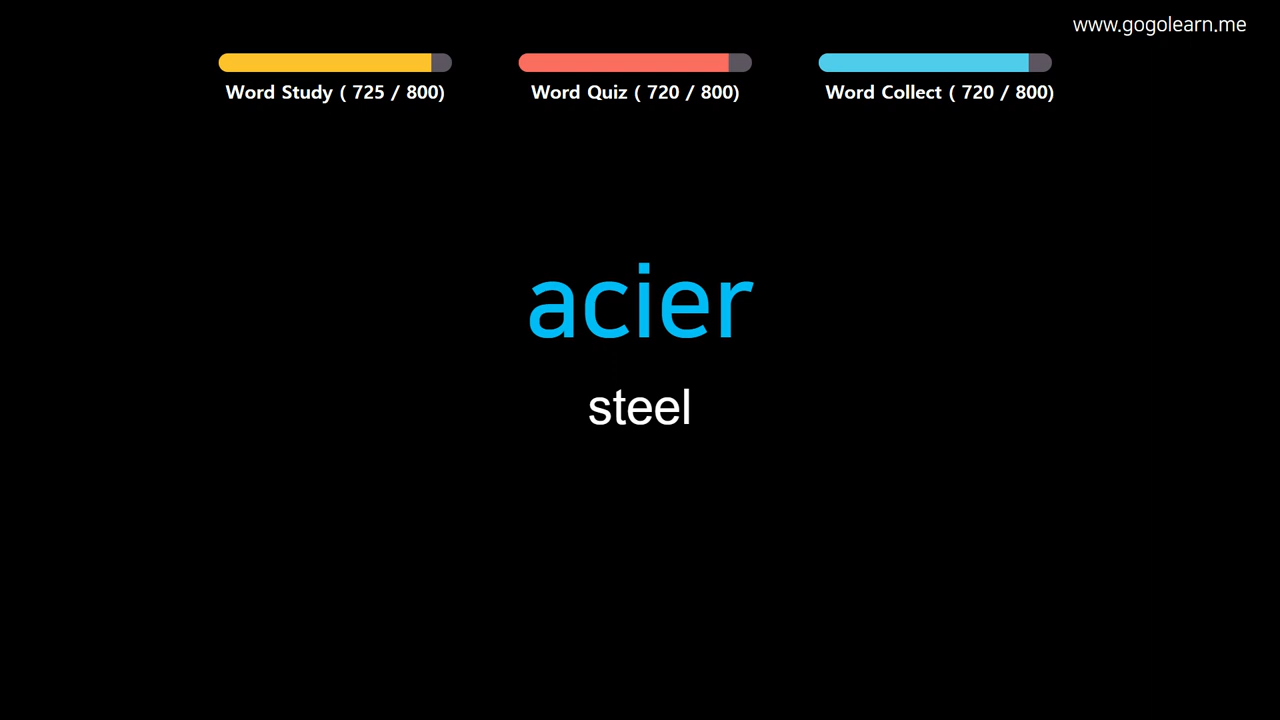 www.gogolearn.me
Word Study ( 725 / 800)
Word Quiz ( 720 / 800)
Word Collect ( 720 / 800)
acier
steel